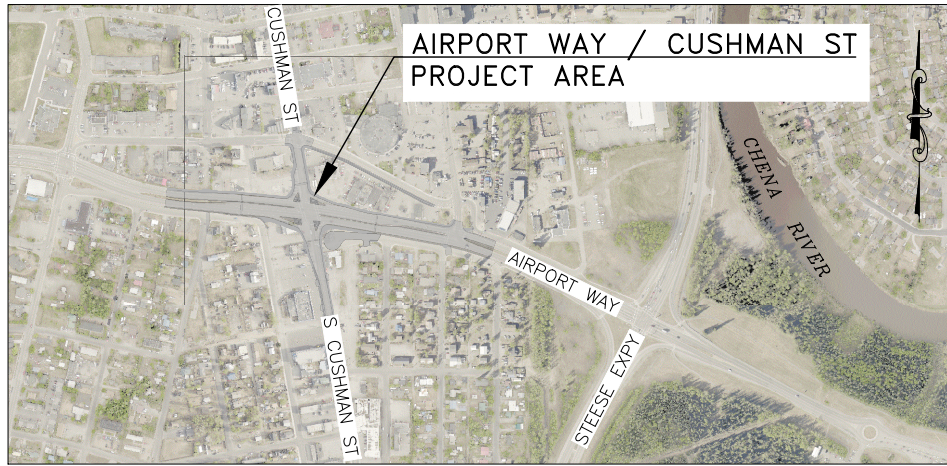 CUSHMAN ST
AIRPORT WAY / CUSHMAN ST
PROJECT AREA
CHENA RIVER
AIRPORT WAY
S CUSHMAN ST
STEESE EXPY